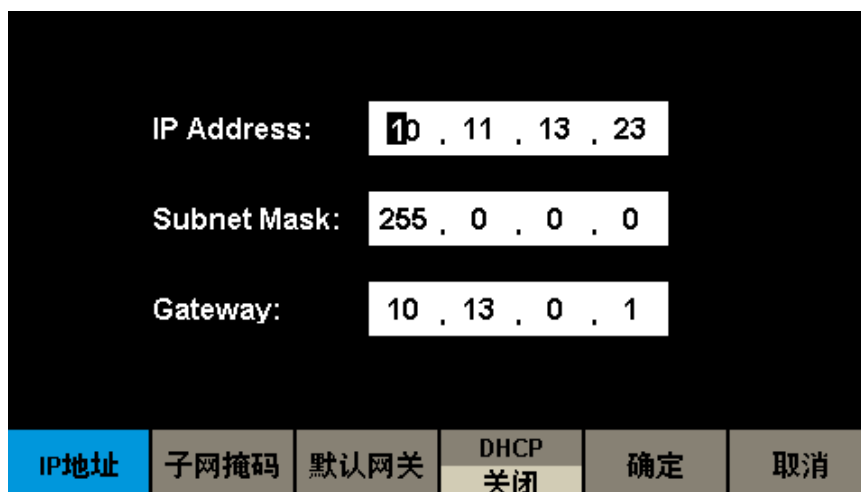 IP Address: 10 . 11 . 13 . 23
Subnet Mask: 255 . 0 . 0 . 0
Gateway: 10 . 13 . 0 . 1
IP地址 子网掩码 默认网关 DHCP 确定 取消
关闭